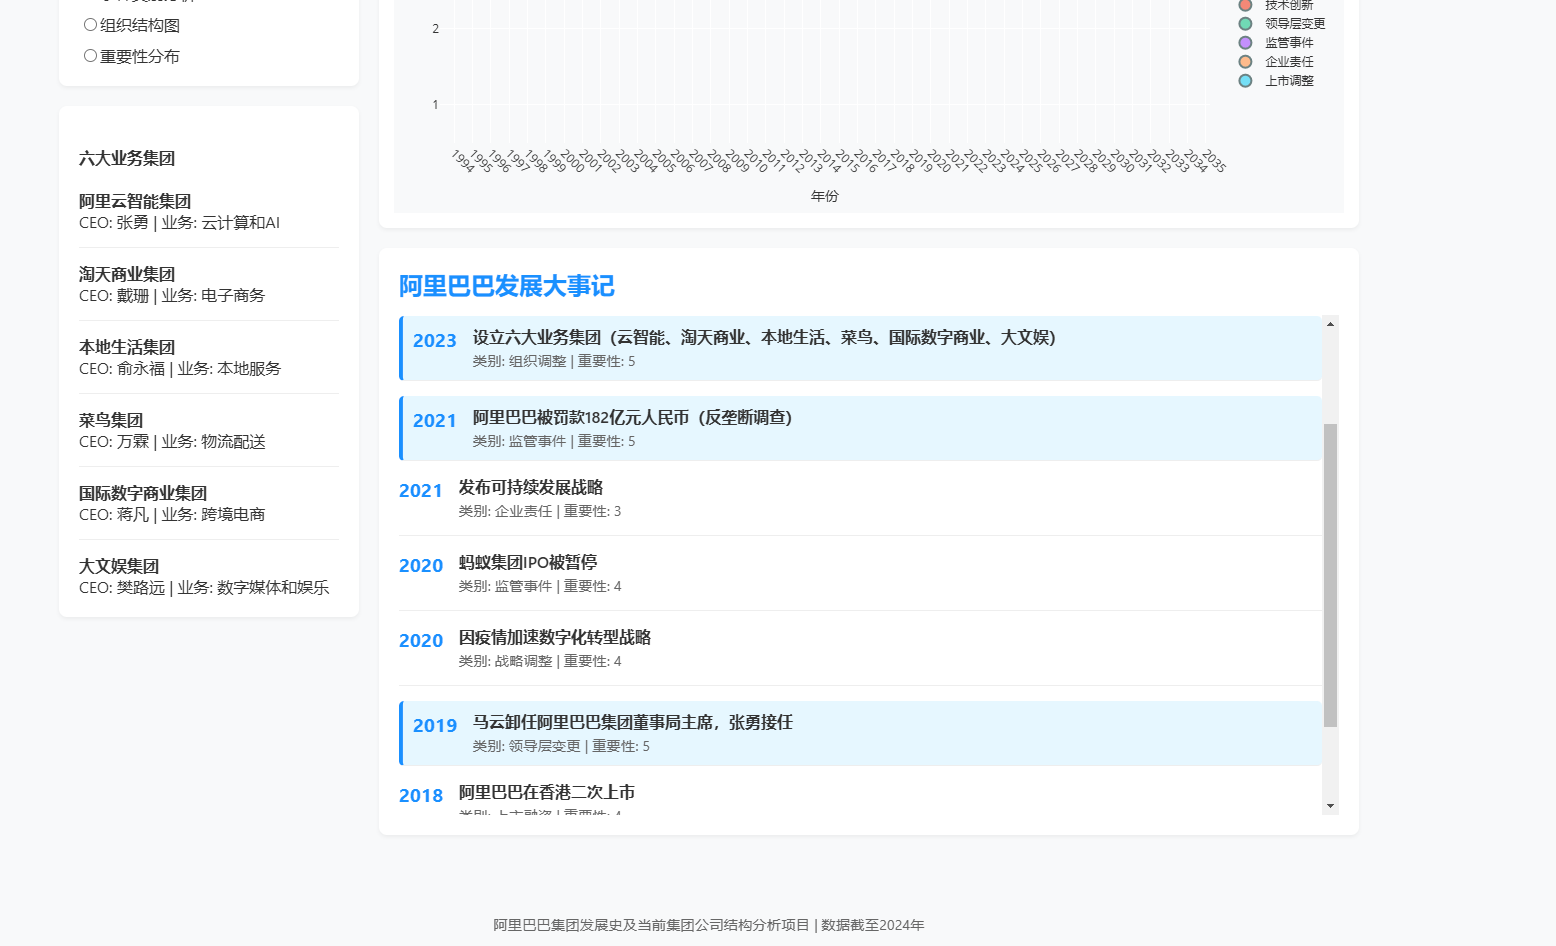 组织结构图
重要性分布
六大业务集团
阿里云智能集团
CEO: 张勇 | 业务: 云计算和AI
淘天商业集团
CEO: 戴珊 | 业务: 电子商务
本地生活集团
CEO: 俞永福 | 业务: 本地服务
菜鸟集团
CEO: 万霖 | 业务: 物流配送
国际数字商业集团
CEO: 蒋凡 | 业务: 跨境电商
大文娱集团
CEO: 樊路远 | 业务: 数字媒体和娱乐
2
1
1994 1995 1996 1997 1998 1999 2000 2001 2002 2003 2004 2005 2006 2007 2008 2009 2010 2011 2012 2013 2014 2015 2016 2017 2018 2019 2020 2021 2022 2023 2024 2025 2026 2027 2028 2029 2030 2031 2032 2033 2034 2035
年份
技术创新
领导层变更
监管事件
企业责任
上市调整
阿里巴巴发展大事记
2023 设立六大业务集团（云智能、淘天商业、本地生活、菜鸟、国际数字商业、大文娱）
类别: 组织调整 | 重要性: 5
2021 阿里巴巴被罚款182亿元人民币（反垄断调查）
类别: 监管事件 | 重要性: 5
2021 发布可持续发展战略
类别: 企业责任 | 重要性: 3
2020 蚂蚁集团IPO被暂停
类别: 监管事件 | 重要性: 4
2020 因疫情加速数字化转型战略
类别: 战略调整 | 重要性: 4
2019 马云卸任阿里巴巴集团董事局主席，张勇接任
类别: 领导层变更 | 重要性: 5
2018 阿里巴巴在香港二次上市
类别: 上市融资 | 重要性: 4
阿里巴巴集团发展史及当前集团公司结构分析项目 | 数据截至2024年